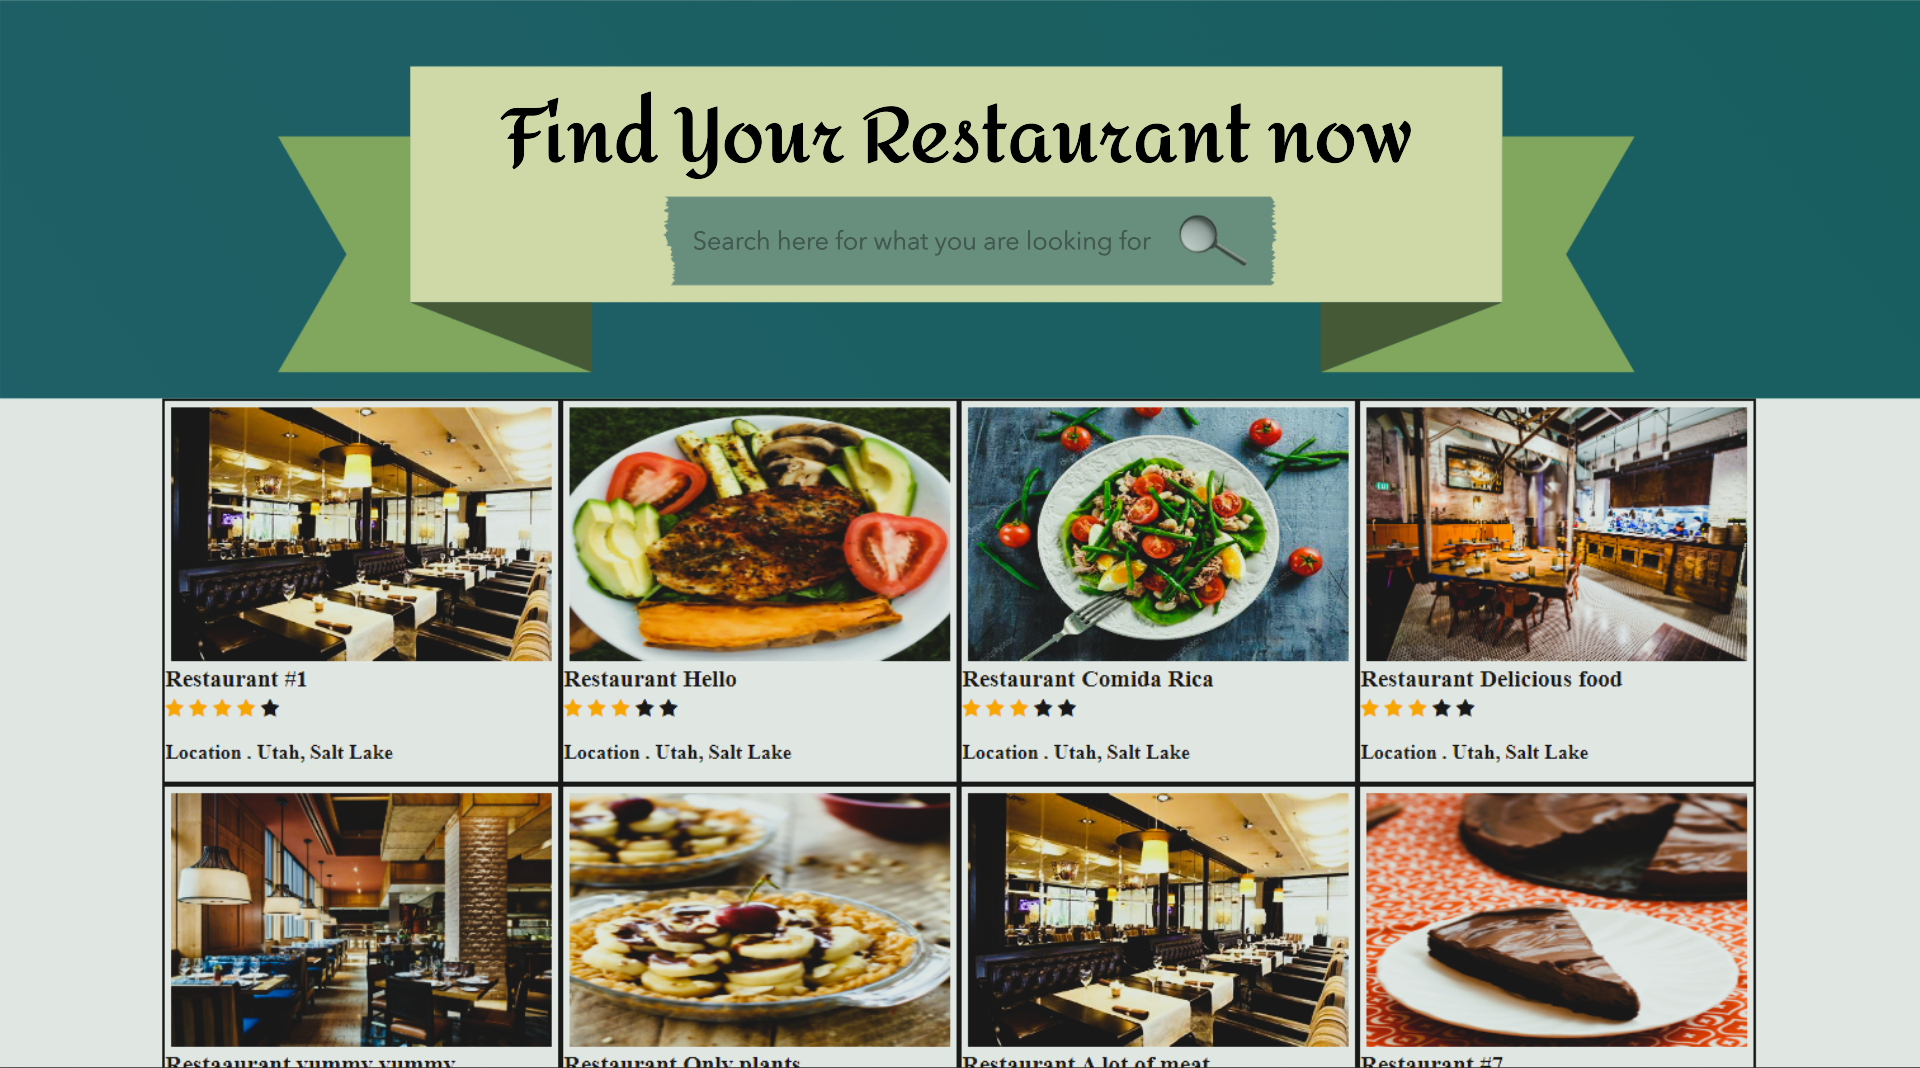 Find Your Restaurant now
Search here for what you are looking for
Restaurant #1
Restaurant Hello
Restaurant Comida Rica
Restaurant Delicious food
Location . Utah, Salt Lake
Location . Utah, Salt Lake
Location . Utah, Salt Lake
Location . Utah, Salt Lake
Restaaurant yummy yummy
Restaurant Only plants
Restaurant A lot of meat
Restaurant #7